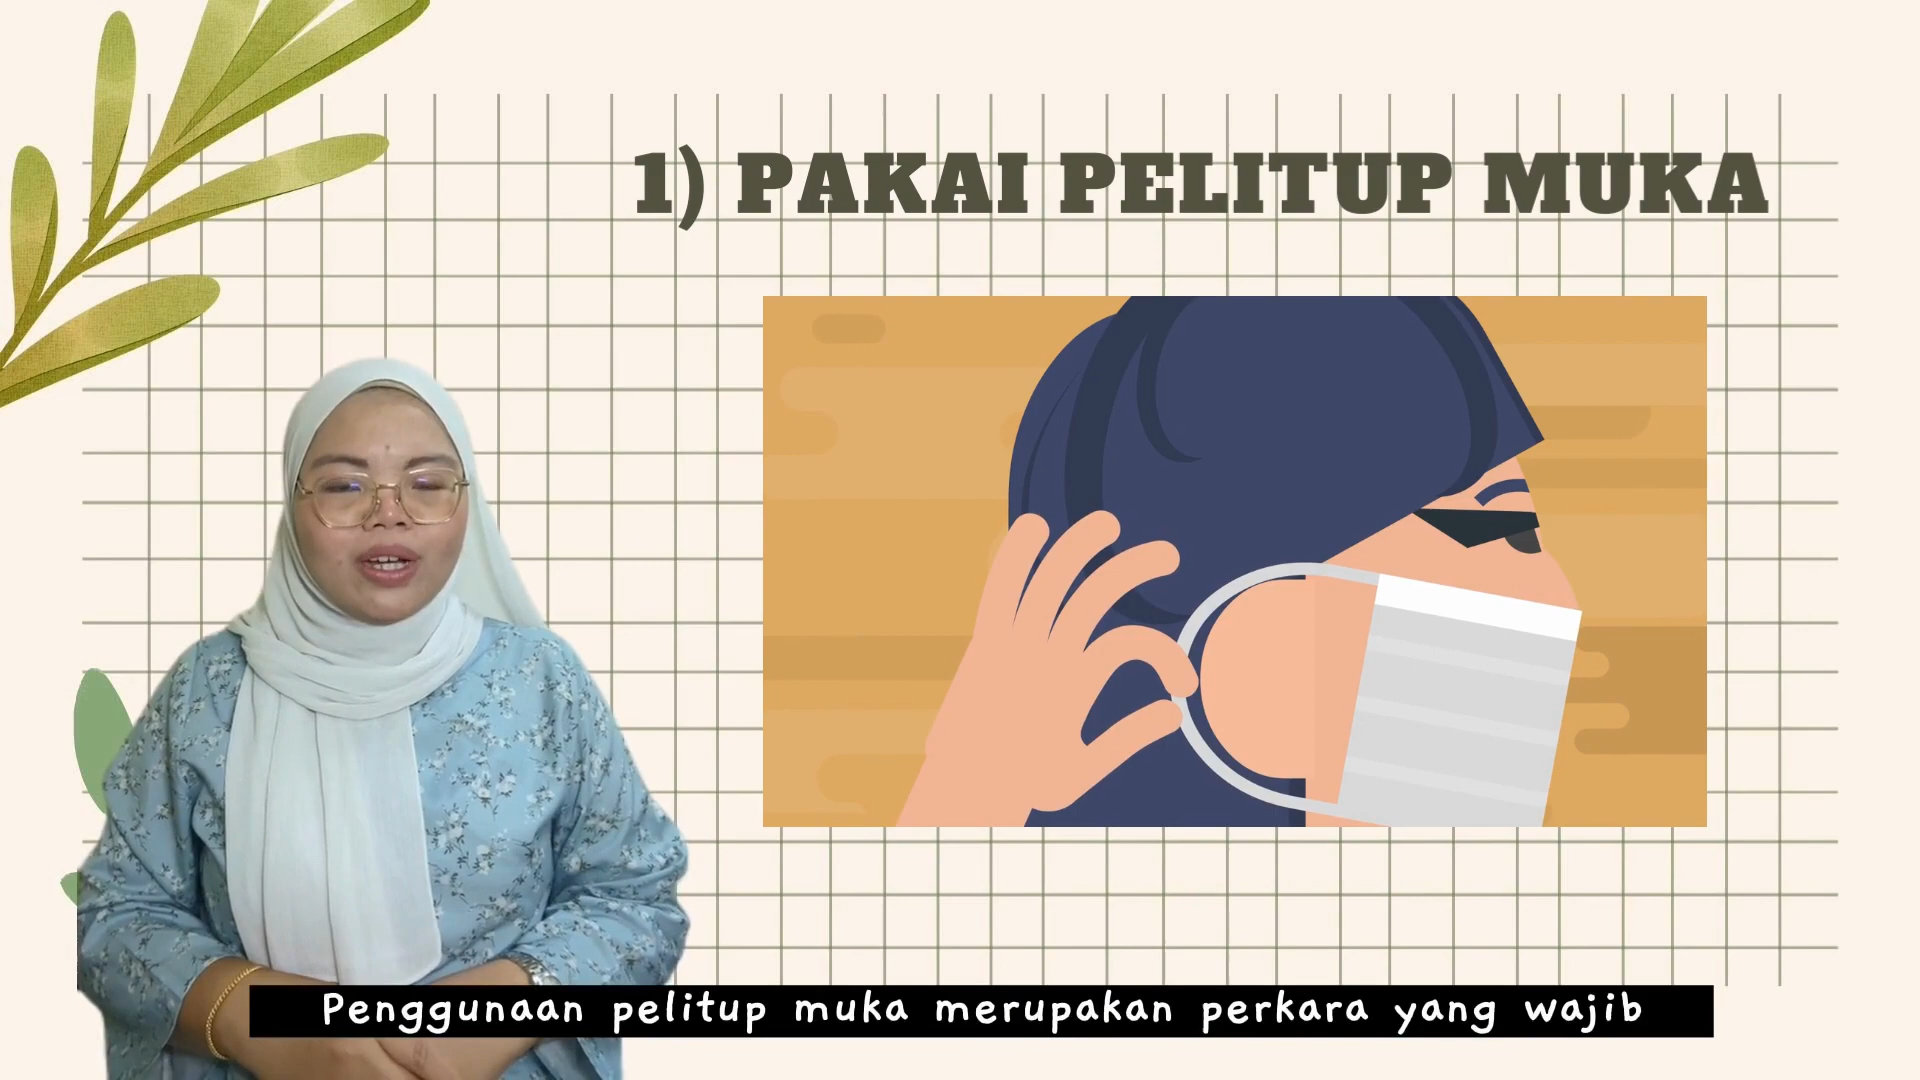 1) PAKAI PELITUP MUKA
Penggunaan pelitup muka merupakan perkara yang wajib